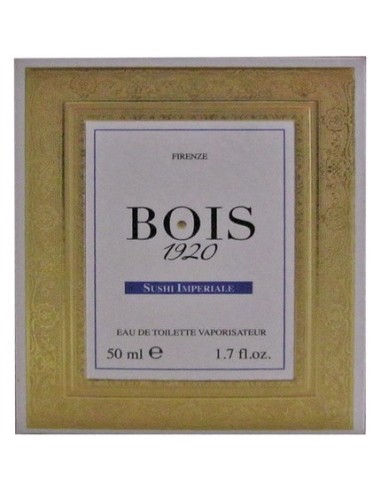 FIRENZE
BOIS
1920
SUSHI IMPERIALE
EAU DE TOILETTE VAPORISATEUR
50 ml ℮ 1.7 fl.oz.